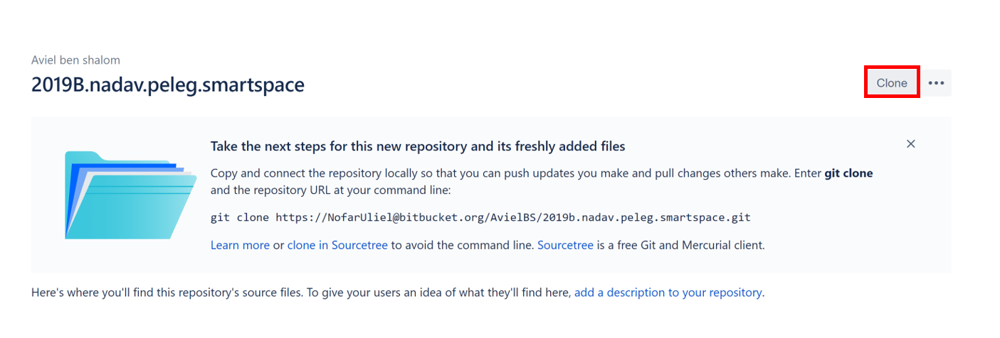 Aviel ben shalom
2019B.nadav.peleg.smartspace
Clone
Take the next steps for this new repository and its freshly added files
Copy and connect the repository locally so that you can push updates you make and pull changes others make. Enter git clone
and the repository URL at your command line:
git clone https://NofarUliel@bitbucket.org/AvielBS/2019b.nadav.peleg.smartspace.git
Learn more or clone in Sourcetree to avoid the command line. Sourcetree is a free Git and Mercurial client.
Here's where you'll find this repository's source files. To give your users an idea of what they'll find here, add a description to your repository.